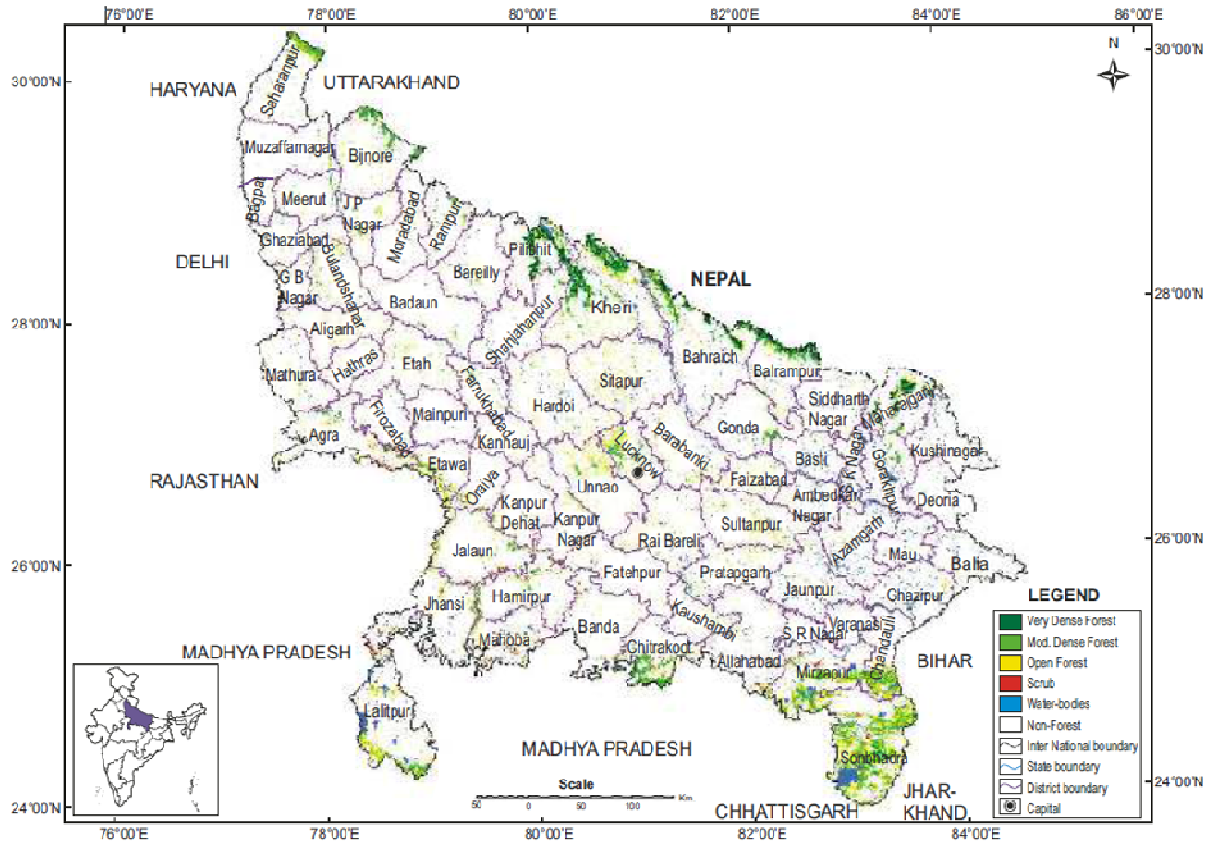 76°00'E 78°00'E 80°00'E 82°00'E 84°00'E 86°00'E
N
30°00'N 30°00'N
HARYANA
UTTARAKHAND
Saharanpur
Muzaffarnagar
Bijnore
Bagpa
Meerut
J P
Nagar
Moradabad
Rampur
Ghaziabad
DELHI
Bulandshahar
G B
Nagar
Pilibhit
Bareilly
NEPAL
28°00'N 28°00'N
Badaun
Shahjahanpur
Kheri
Aligarh
Bahraich
Hathras
Etah
Mathura
Sitapur
Balrampur
Farrukhabad
Siddharth
Nagar
Maharajganj
Firozabad
Mainpuri
Hardoi
Agra
Kannauj
Gonda
Lucknow
Barabanki
Basli
S K Nagar
Gorakhpur
Kushinagar
RAJASTHAN
Etawal
Oraiya
Unnao
Faizabad
Ambedkar
Nagar
Deoria
Kanpur
Dehat
Kanpur
Nagar
Sultanpur
26°00'N 26°00'N
Jalaun
Rai Bareli
Azamgarh
Mau
Balia
Fatehpur
Pratapgarh
Jaunpur
Ghazipur
Jhansi
Hamirpur
Kaushambi
Banda
Mahoba
S R Nagar
Varanasi
Chandauli
MADHYA PRADESH
Chitrakoot
Allahabad
Mirzapur
BIHAR
Lalitpur
MADHYA PRADESH
Sonbhadra
LEGEND
Very Dense Forest
Mod. Dense Forest
Open Forest
Scrub
Water-bodies
Non-Forest
Inter National boundary
State boundary
District boundary
Capital
Scale
50 0 50 100 Km
24°00'N 24°00'N
CHHATTISGARH
JHAR-
KHAND
76°00'E 78°00'E 80°00'E 82°00'E 84°00'E